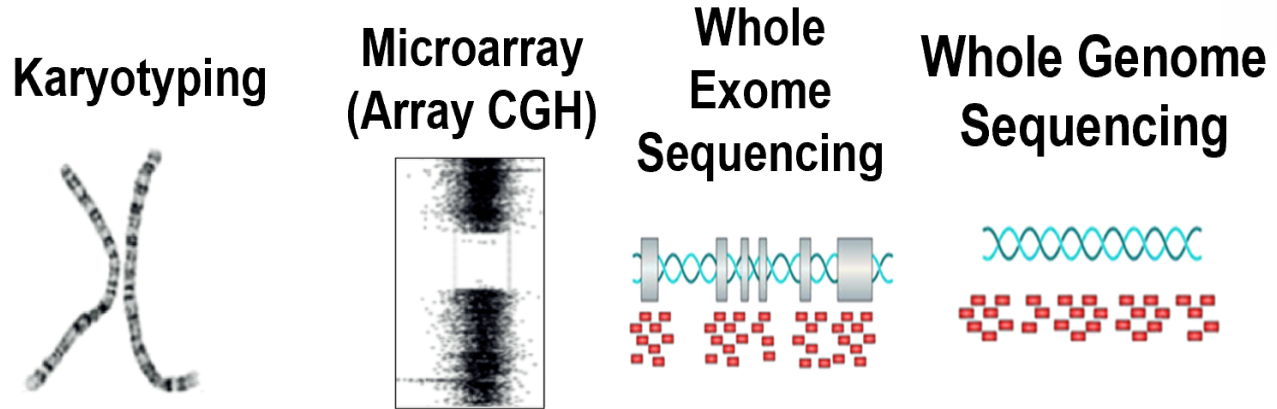 Karyotyping
Microarray
(Array CGH)
Whole
Exome
Sequencing
Whole Genome
Sequencing